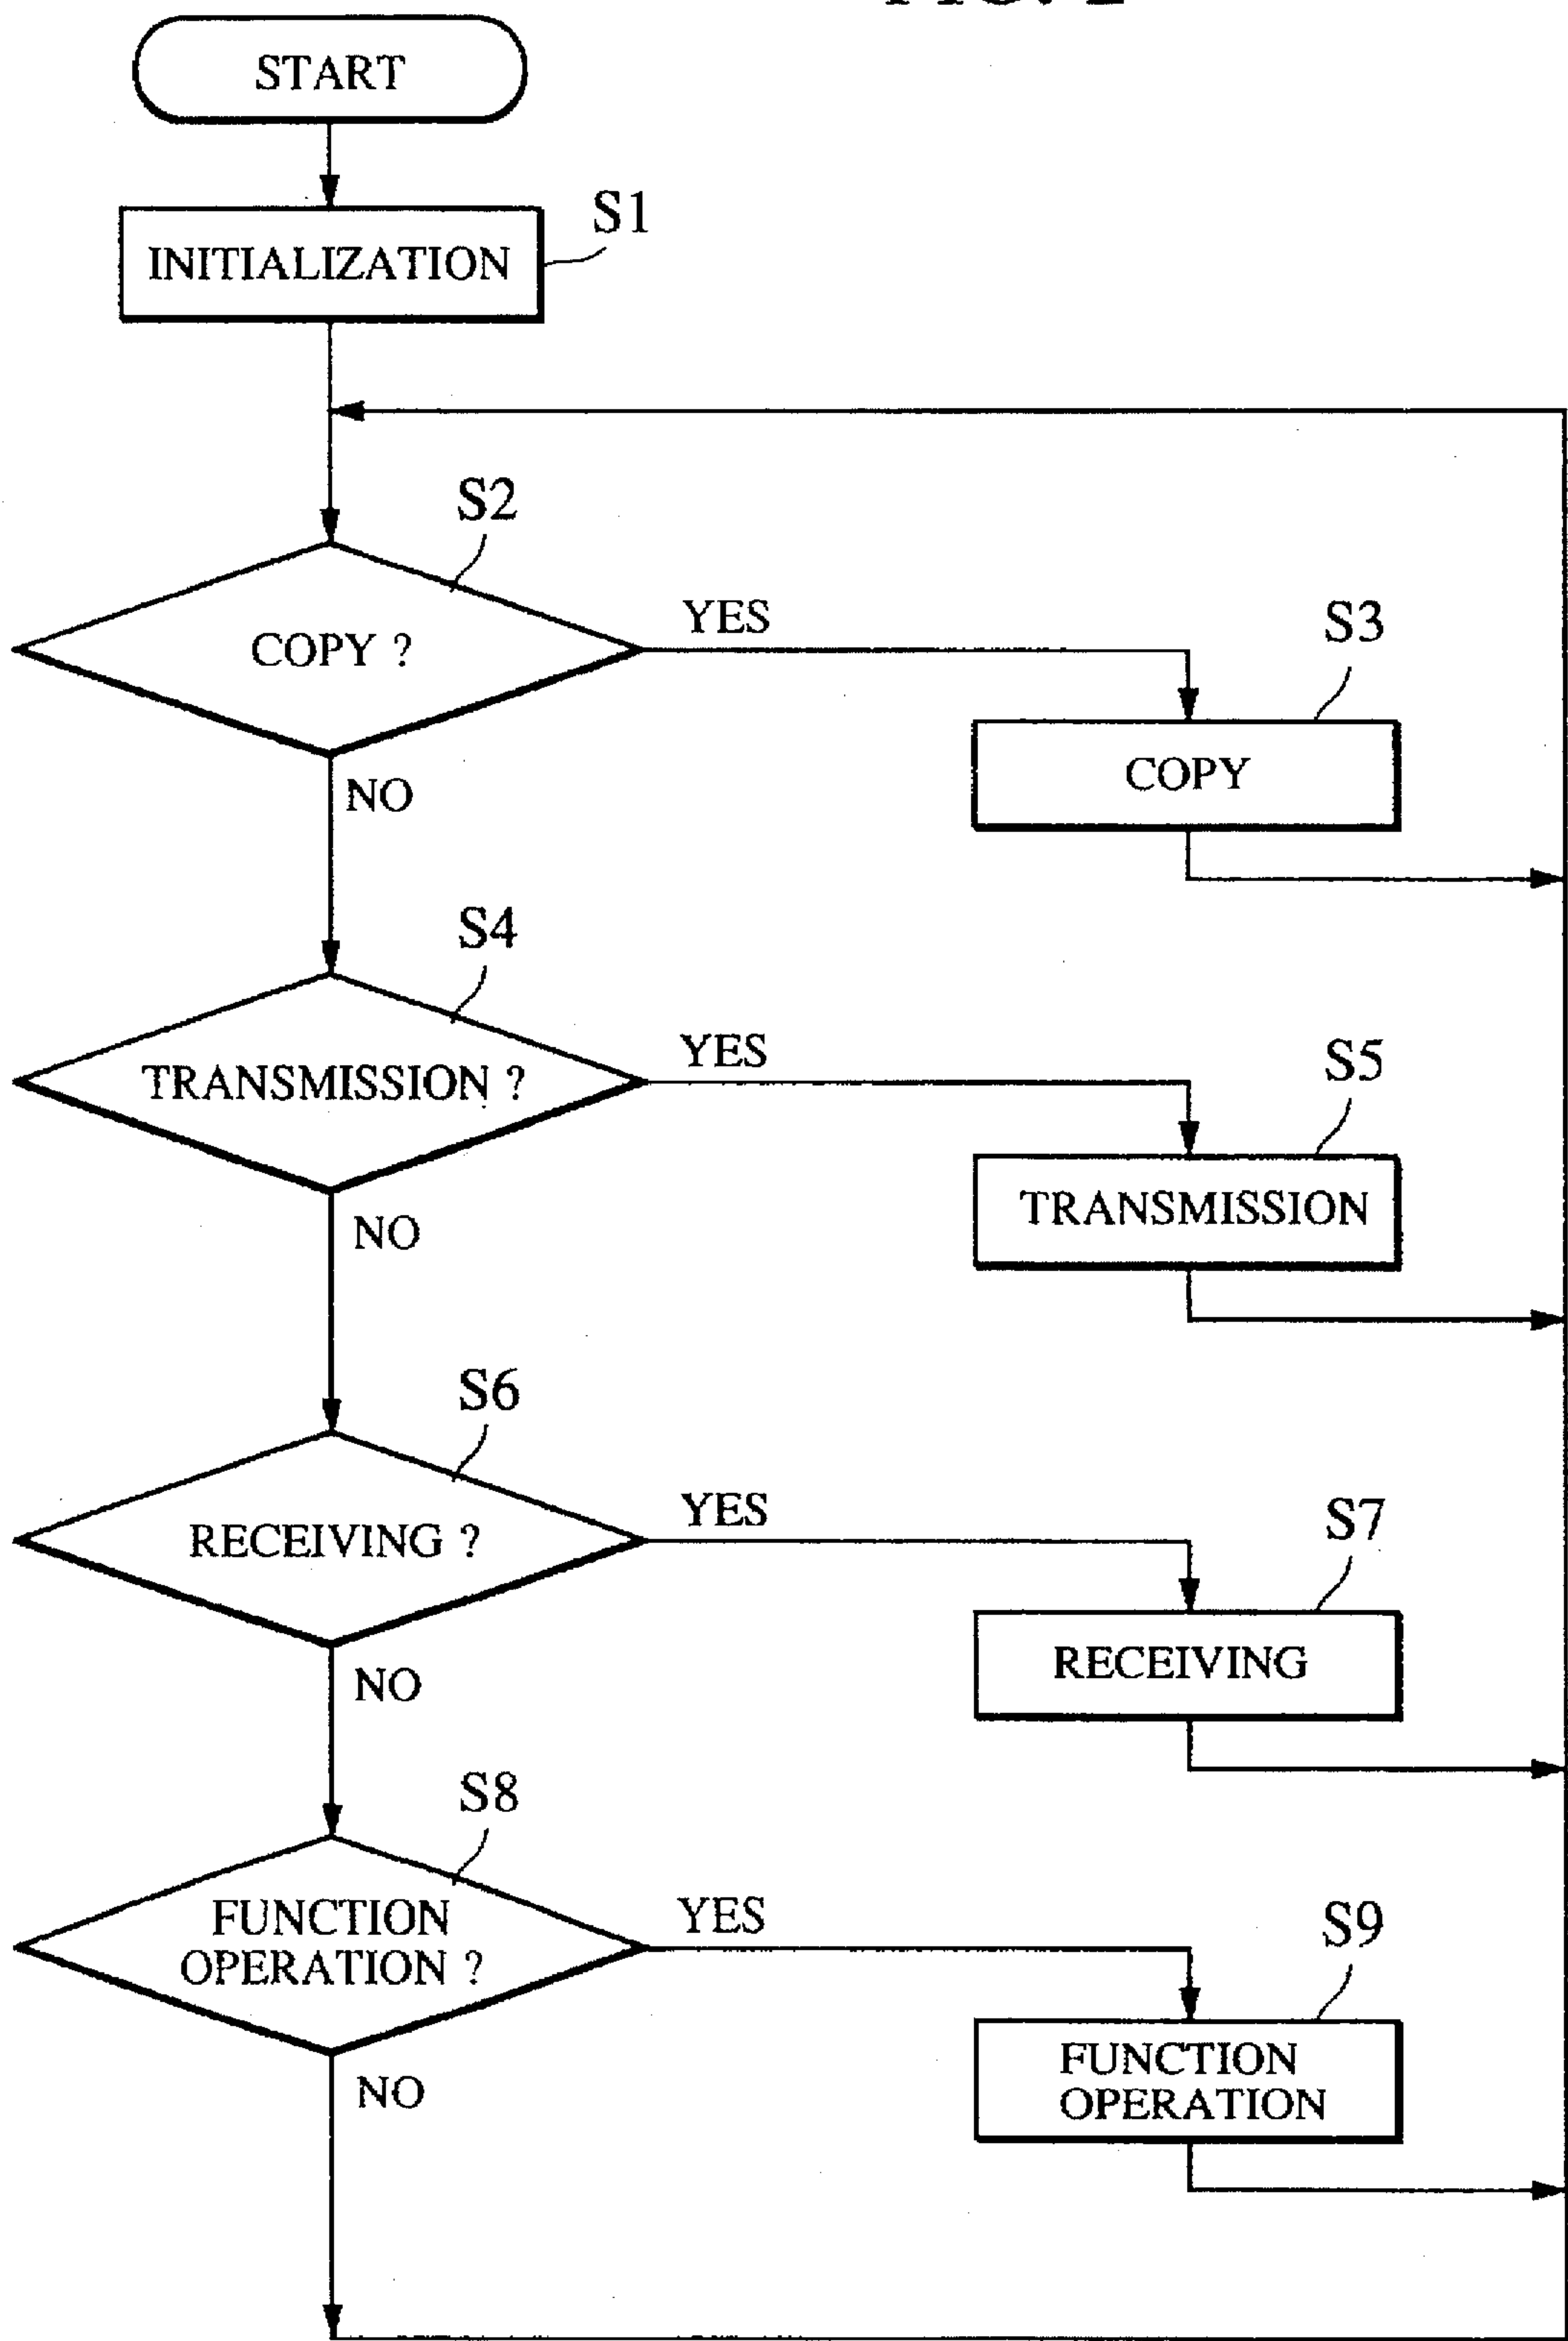 START
S1
INITIALIZATION
S2
COPY ?
YES
S3
COPY
NO
S4
TRANSMISSION ?
YES
S5
TRANSMISSION
NO
S6
RECEIVING ?
YES
S7
RECEIVING
NO
S8
FUNCTION
OPERATION ?
YES
S9
FUNCTION
OPERATION
NO